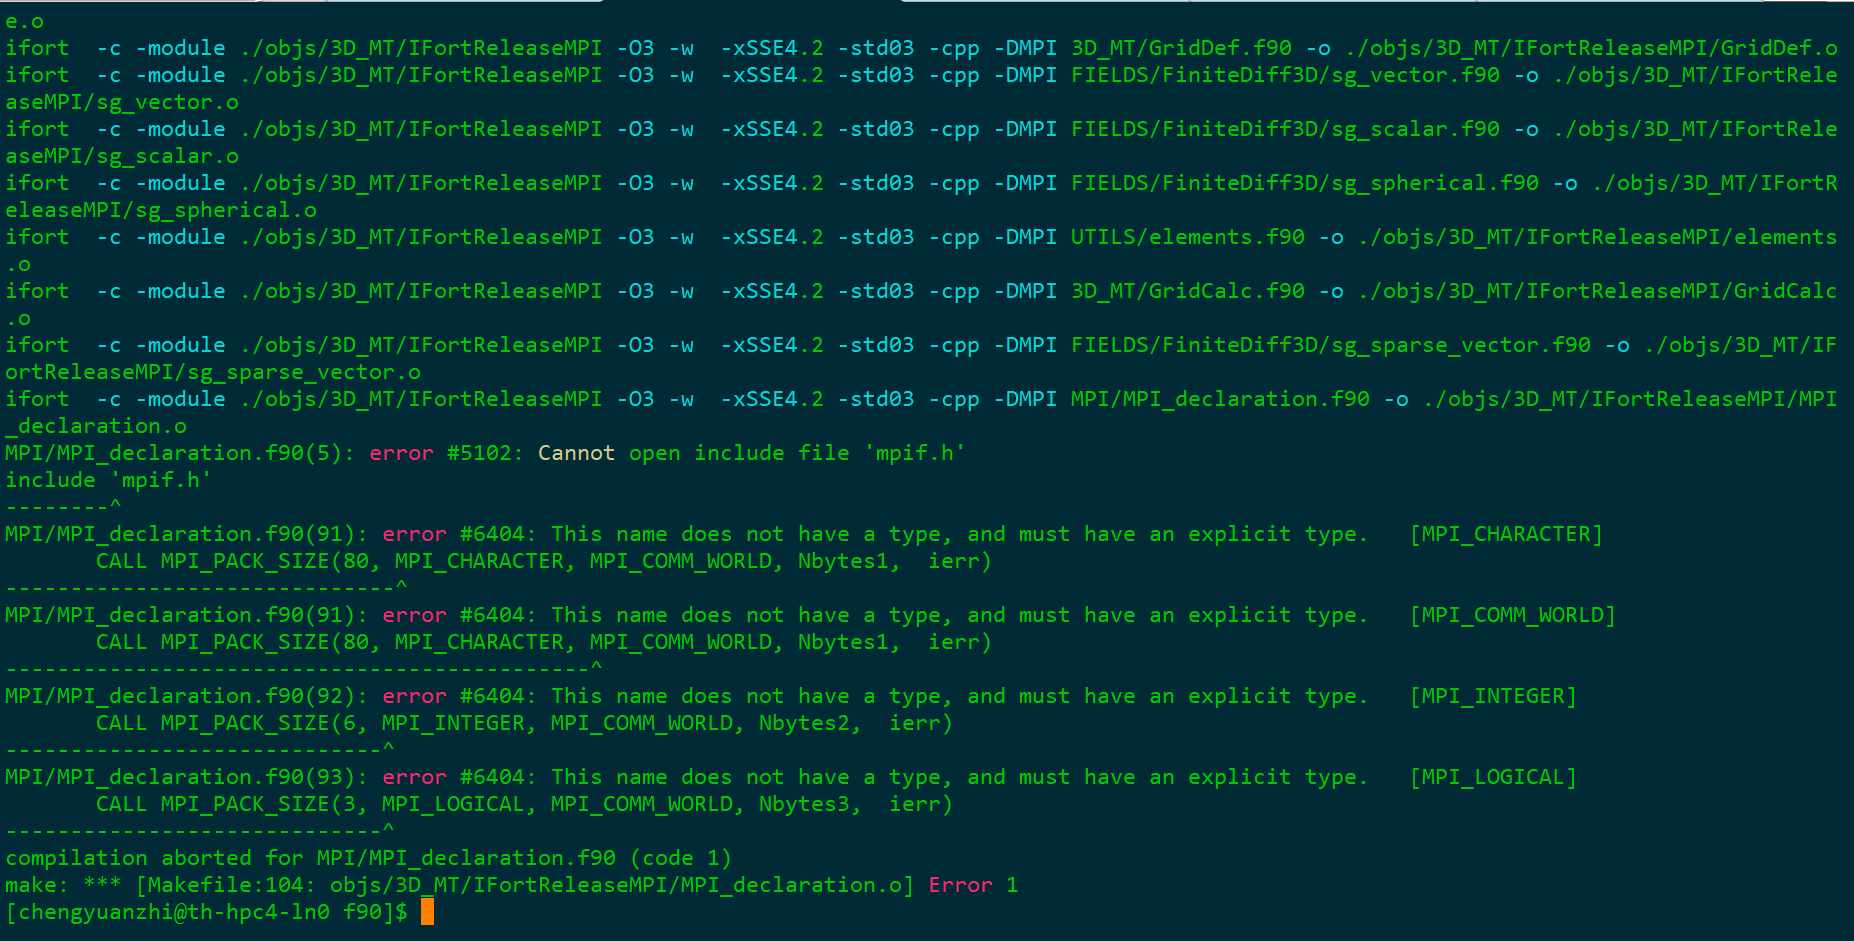 e.o
ifort  -c -module ./objs/3D_MT/IFortReleaseMPI -O3 -w  -xSSE4.2 -std03 -cpp -DMPI 3D_MT/GridDef.f90 -o ./objs/3D_MT/IFortReleaseMPI/GridDef.o
ifort  -c -module ./objs/3D_MT/IFortReleaseMPI -O3 -w  -xSSE4.2 -std03 -cpp -DMPI FIELDS/FiniteDiff3D/sg_vector.f90 -o ./objs/3D_MT/IFortRele
aseMPI/sg_vector.o
ifort  -c -module ./objs/3D_MT/IFortReleaseMPI -O3 -w  -xSSE4.2 -std03 -cpp -DMPI FIELDS/FiniteDiff3D/sg_scalar.f90 -o ./objs/3D_MT/IFortRele
aseMPI/sg_scalar.o
ifort  -c -module ./objs/3D_MT/IFortReleaseMPI -O3 -w  -xSSE4.2 -std03 -cpp -DMPI FIELDS/FiniteDiff3D/sg_spherical.f90 -o ./objs/3D_MT/IFortR
eleaseMPI/sg_spherical.o
ifort  -c -module ./objs/3D_MT/IFortReleaseMPI -O3 -w  -xSSE4.2 -std03 -cpp -DMPI UTILS/elements.f90 -o ./objs/3D_MT/IFortReleaseMPI/elements
.o
ifort  -c -module ./objs/3D_MT/IFortReleaseMPI -O3 -w  -xSSE4.2 -std03 -cpp -DMPI 3D_MT/GridCalc.f90 -o ./objs/3D_MT/IFortReleaseMPI/GridCalc
.o
ifort  -c -module ./objs/3D_MT/IFortReleaseMPI -O3 -w  -xSSE4.2 -std03 -cpp -DMPI FIELDS/FiniteDiff3D/sg_sparse_vector.f90 -o ./objs/3D_MT/IF
ortReleaseMPI/sg_sparse_vector.o
ifort  -c -module ./objs/3D_MT/IFortReleaseMPI -O3 -w  -xSSE4.2 -std03 -cpp -DMPI MPI/MPI_declaration.f90 -o ./objs/3D_MT/IFortReleaseMPI/MPI
_declaration.o
MPI/MPI_declaration.f90(5): error #5102: Cannot open include file 'mpif.h'
include 'mpif.h'
--------^
MPI/MPI_declaration.f90(91): error #6404: This name does not have a type, and must have an explicit type.   [MPI_CHARACTER]
       CALL MPI_PACK_SIZE(80, MPI_CHARACTER, MPI_COMM_WORLD, Nbytes1,  ierr)
------------------------------^
MPI/MPI_declaration.f90(91): error #6404: This name does not have a type, and must have an explicit type.   [MPI_COMM_WORLD]
       CALL MPI_PACK_SIZE(80, MPI_CHARACTER, MPI_COMM_WORLD, Nbytes1,  ierr)
---------------------------------------------^
MPI/MPI_declaration.f90(92): error #6404: This name does not have a type, and must have an explicit type.   [MPI_INTEGER]
       CALL MPI_PACK_SIZE(6, MPI_INTEGER, MPI_COMM_WORLD, Nbytes2,  ierr)
-----------------------------^
MPI/MPI_declaration.f90(93): error #6404: This name does not have a type, and must have an explicit type.   [MPI_LOGICAL]
       CALL MPI_PACK_SIZE(3, MPI_LOGICAL, MPI_COMM_WORLD, Nbytes3,  ierr)
-----------------------------^
compilation aborted for MPI/MPI_declaration.f90 (code 1)
make: *** [Makefile:104: objs/3D_MT/IFortReleaseMPI/MPI_declaration.o] Error 1
[chengyuanzhi@th-hpc4-ln0 f90]$